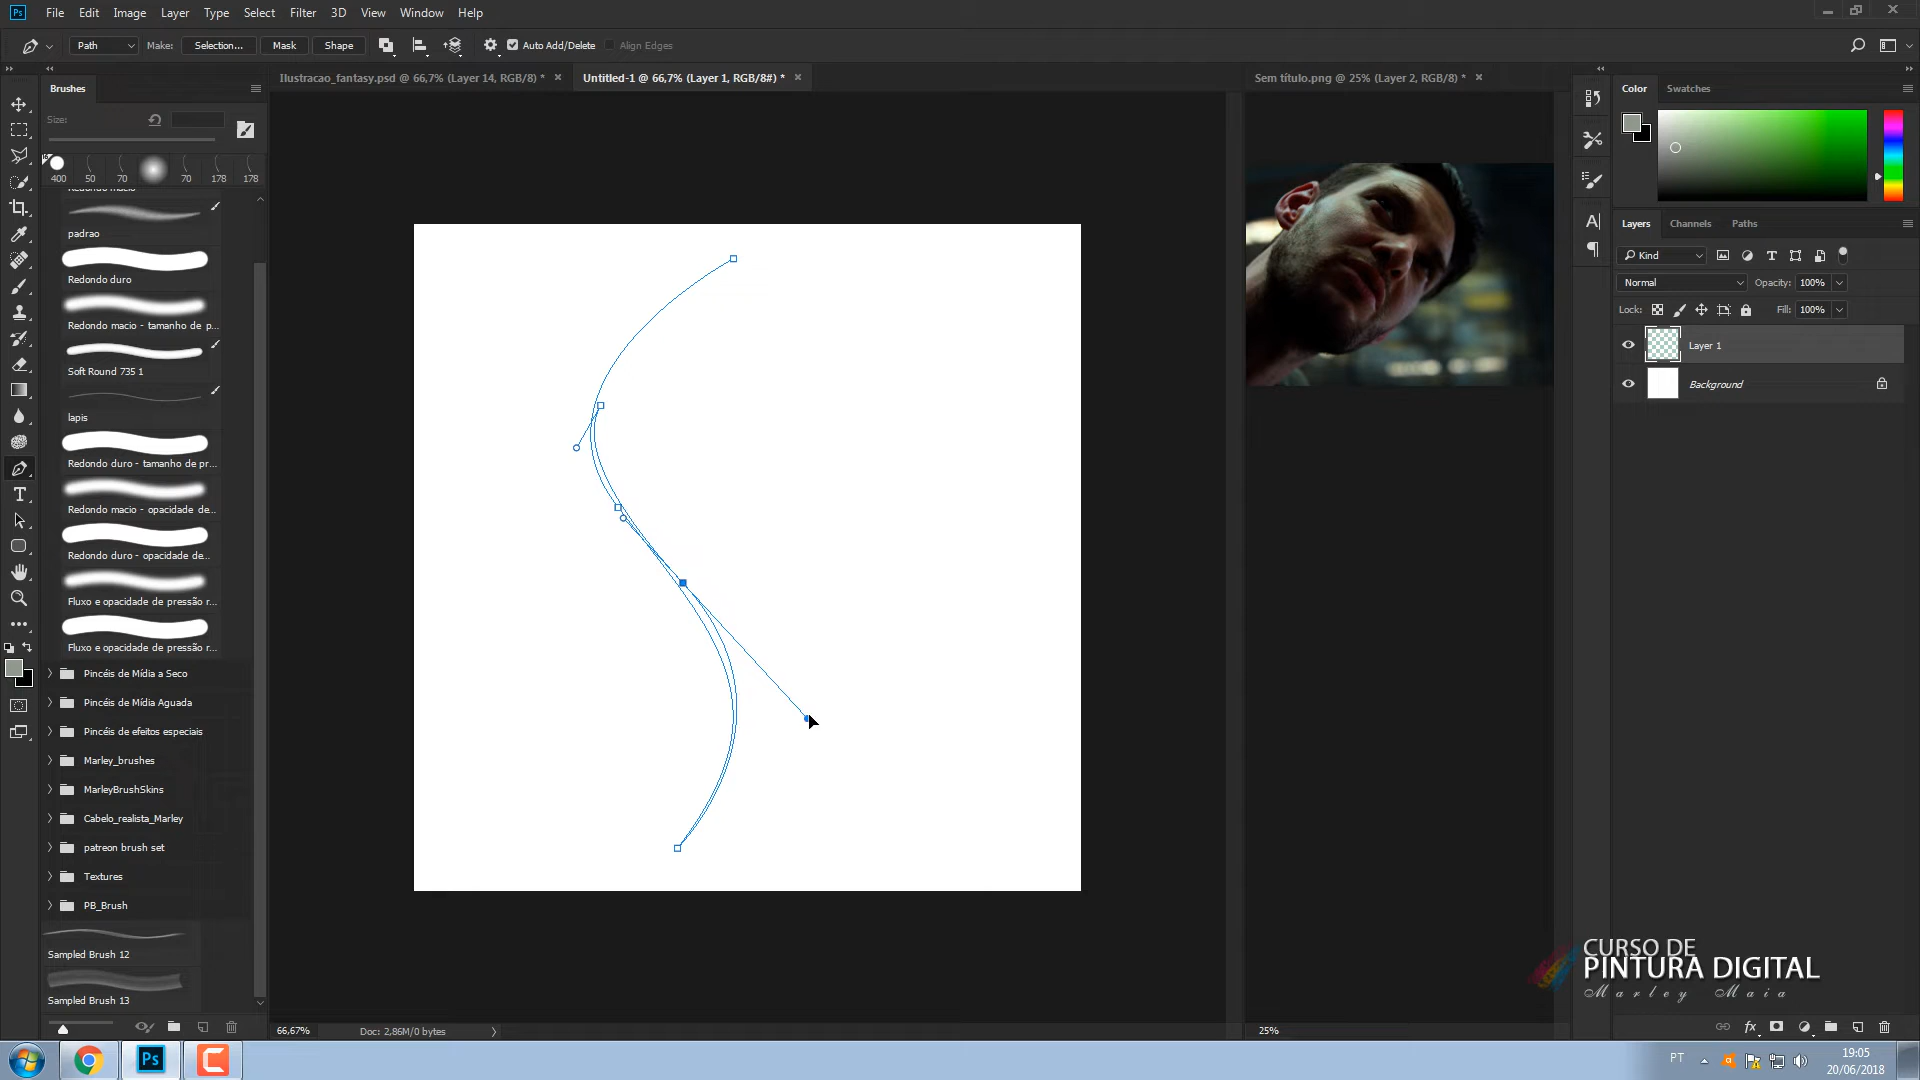 Ps File Edit Image Layer Type Select Filter 3D View Window Help
Path Make: Selection... Mask Shape Auto Add/Delete Align Edges
Ilustracao_fantasy.psd @ 66,7% (Layer 14, RGB/8) * × Untitled-1 @ 66,7% (Layer 1, RGB/8#) * × Sem título.png @ 25% (Layer 2, RGB/8) * ×
Brushes
Size:
400 50 70 70 178 178
Redondo macio
padrao
Redondo duro
Redondo macio - tamanho de p...
Soft Round 735 1
lapis
Redondo duro - tamanho de pr...
Redondo macio - opacidade de...
Redondo duro - opacidade de...
Fluxo e opacidade de pressão r...
Fluxo e opacidade de pressão r...
Pincéis de Mídia a Seco
Pincéis de Mídia Aguada
Pincéis de efeitos especiais
Marley_brushes
MarleyBrushSkins
Cabelo_realista_Marley
patreon brush set
Textures
PB_Brush
Sampled Brush 12
Sampled Brush 13
66,67% Doc: 2,86M/0 bytes
25%
Color Swatches
Layers Channels Paths
Kind
Normal Opacity: 100%
Lock: Fill: 100%
Layer 1
Background
CURSO DE
PINTURA DIGITAL
Marley Maia
Ps PT 19:05
20/06/2018